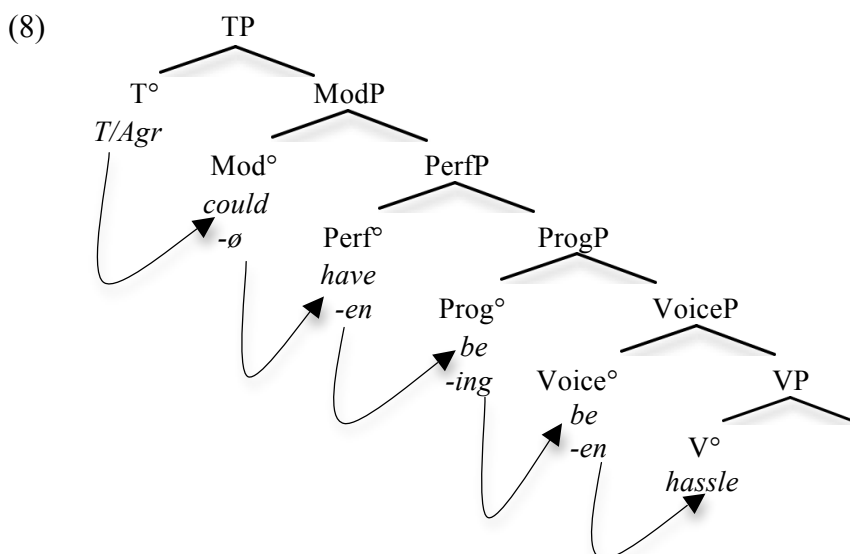 (8)
TP
T° ModP
T/Agr
Mod° PerfP
could
-ø Perf° ProgP
have
-en Prog° VoiceP
be
-ing Voice° VP
be
-en V°
hassle